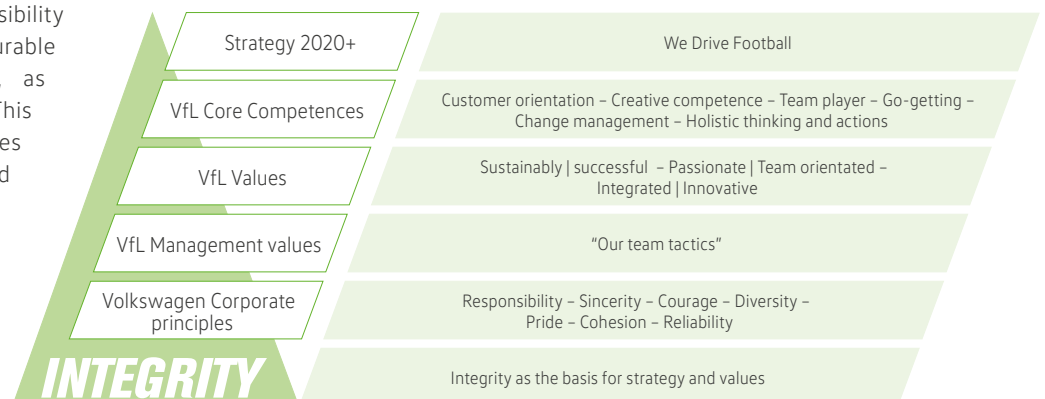 Strategy 2020+
We Drive Football
VfL Core Competences
Customer orientation – Creative competence – Team player – Go-getting –
Change management – Holistic thinking and actions
VfL Values
Sustainably | successful – Passionate | Team orientated –
Integrated | Innovative
VfL Management values
“Our team tactics”
Volkswagen Corporate
principles
Responsibility – Sincerity – Courage – Diversity –
Pride – Cohesion – Reliability
INTEGRITY
Integrity as the basis for strategy and values
as